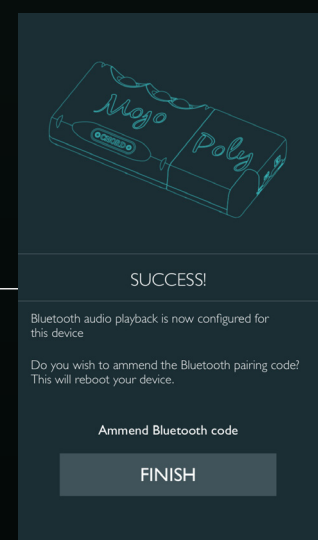 Mojo
Poly
CHORD
SUCCESS!
Bluetooth audio playback is now configured for
this device
Do you wish to ammend the Bluetooth pairing code?
This will reboot your device.
Ammend Bluetooth code
FINISH